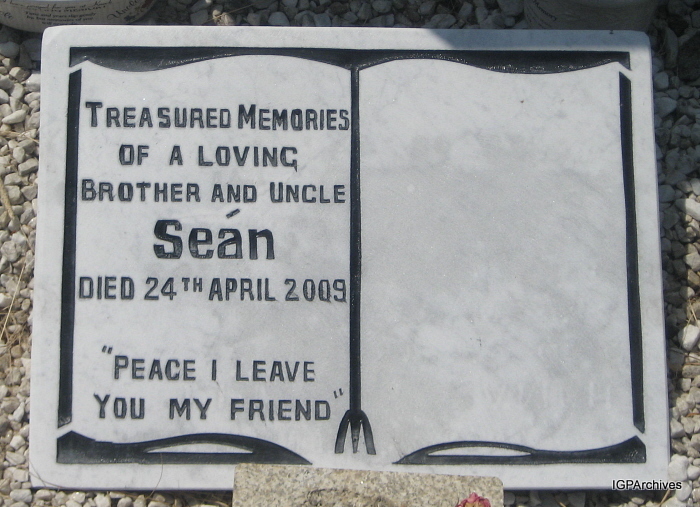 TREASURED MEMORIES
OF A LOVING
BROTHER AND UNCLE
Seán
DIED 24TH APRIL 2009
"PEACE I LEAVE
YOU MY FRIEND"
IGPArchives